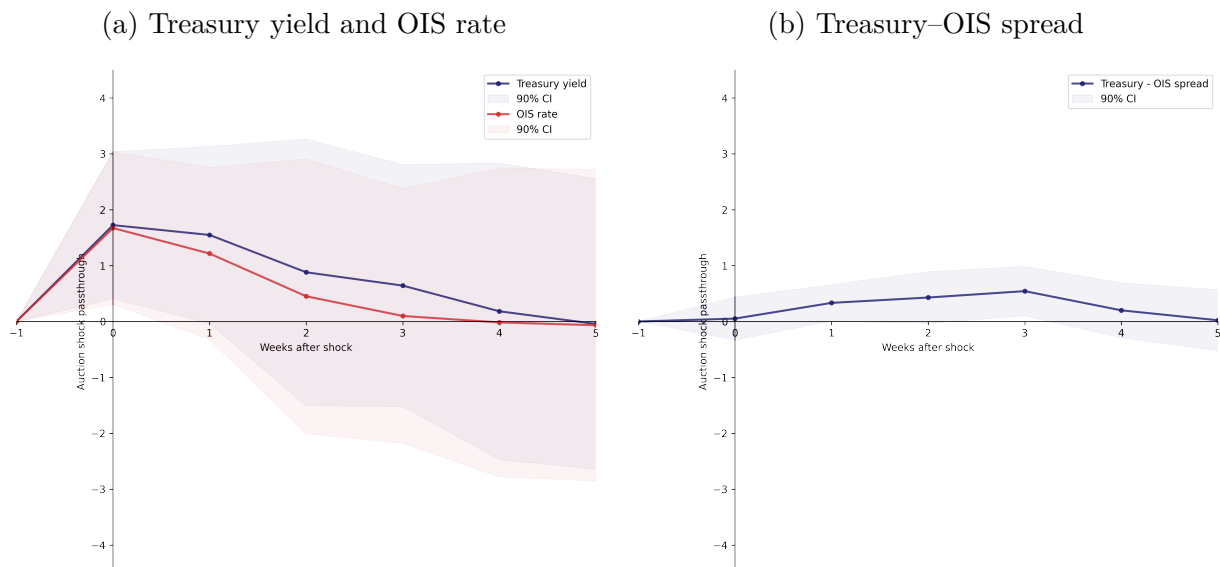 (a) Treasury yield and OIS rate
Treasury yield
90% CI
OIS rate
90% CI
4
3
2
1
0
−1
−2
−3
−4
Auction shock passthrough
−1 0 1 2 3 4 5
Weeks after shock
(b) Treasury–OIS spread
Treasury - OIS spread
90% CI
4
3
2
1
0
−1
−2
−3
−4
Auction shock passthrough
−1 0 1 2 3 4 5
Weeks after shock